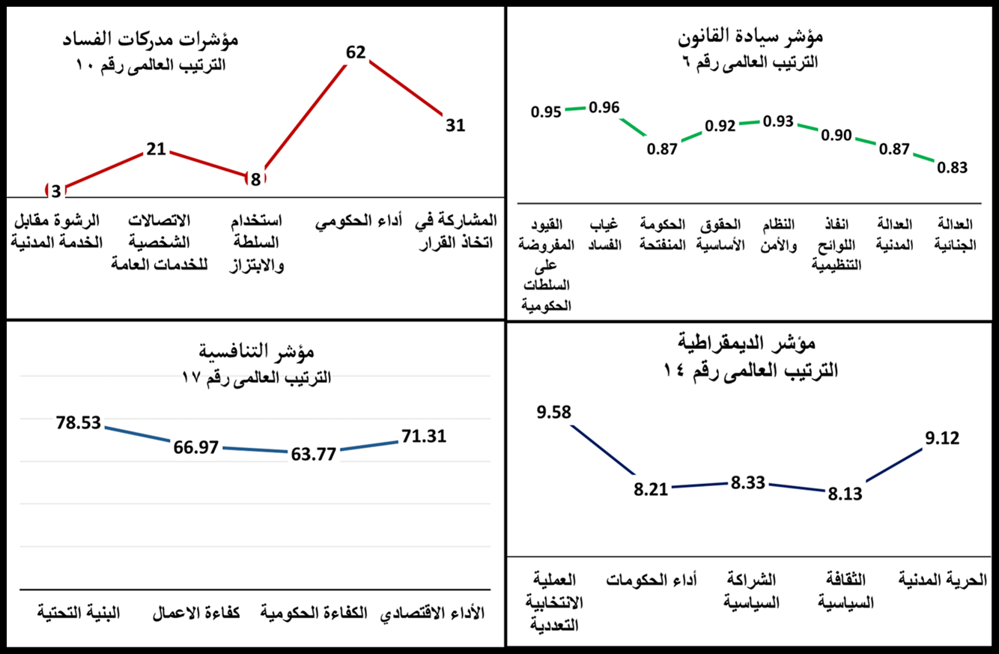 مؤشر سيادة القانون
الترتيب العالمى رقم ٦
0.95
0.96
0.87
0.92
0.93
0.90
0.87
0.83
القيود
المفروضة
على
السلطات
الحكومية
غياب
الفساد
الحكومة
المنفتحة
الحقوق
الأساسية
النظام
والأمن
انفاذ
اللوائح
التنظيمية
العدالة
المدنية
العدالة
الجنائية
مؤشرات مدركات الفساد
الترتيب العالمى رقم ١٠
3
21
8
62
31
الرشوة مقابل
الخدمة المدنية
الاتصالات
الشخصية
للخدمات العامة
استخدام
السلطة
والابتزاز
أداء الحكومي
المشاركة في
اتخاذ القرار
مؤشر الديمقراطية
الترتيب العالمى رقم ١٤
9.58
8.21
8.33
8.13
9.12
العملية
الانتخابية
التعددية
أداء الحكومات
الشراكة
السياسية
الثقافة
السياسية
الحرية المدنية
مؤشر التنافسية
الترتيب العالمى رقم ١٧
78.53
66.97
63.77
71.31
البنية التحتية
كفاءة الاعمال
الكفاءة الحكومية
الأداء الاقتصادي